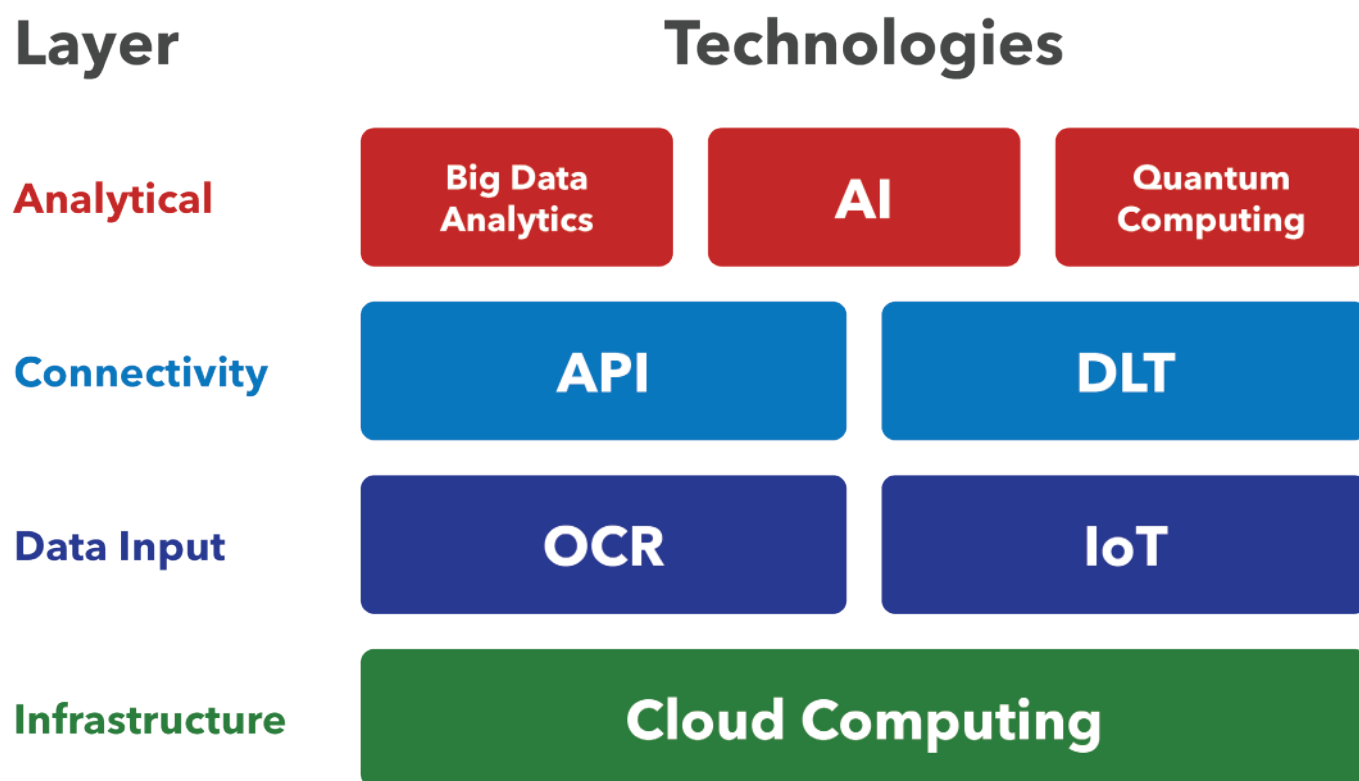 Layer
Technologies
Analytical
Big Data
Analytics
AI
Quantum
Computing
Connectivity
API
DLT
Data Input
OCR
IoT
Infrastructure
Cloud Computing